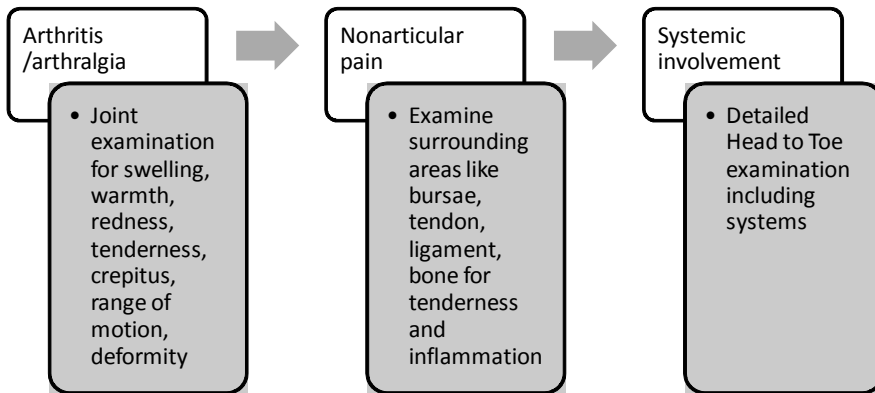 Arthritis
/arthralgia
• Joint
examination
for swelling,
warmth,
redness,
tenderness,
crepitus,
range of
motion,
deformity
Nonarticular
pain
• Examine
surrounding
areas like
bursae,
tendon,
ligament,
bone for
tenderness
and
inflammation
Systemic
involvement
• Detailed
Head to Toe
examination
including
systems